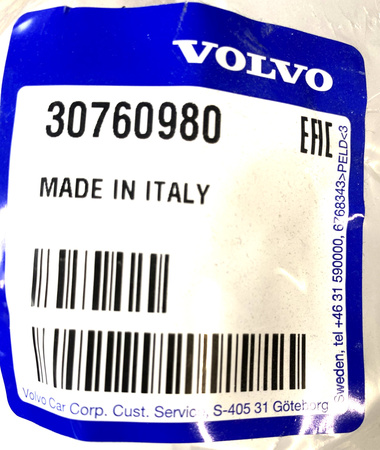 VOLVO
30760980
EAC
MADE IN ITALY
Volvo Car Corp. Cust. Service, S-405 31 Göteborg
Sweden, tel +46 31 590000, 6768343>PELD<3